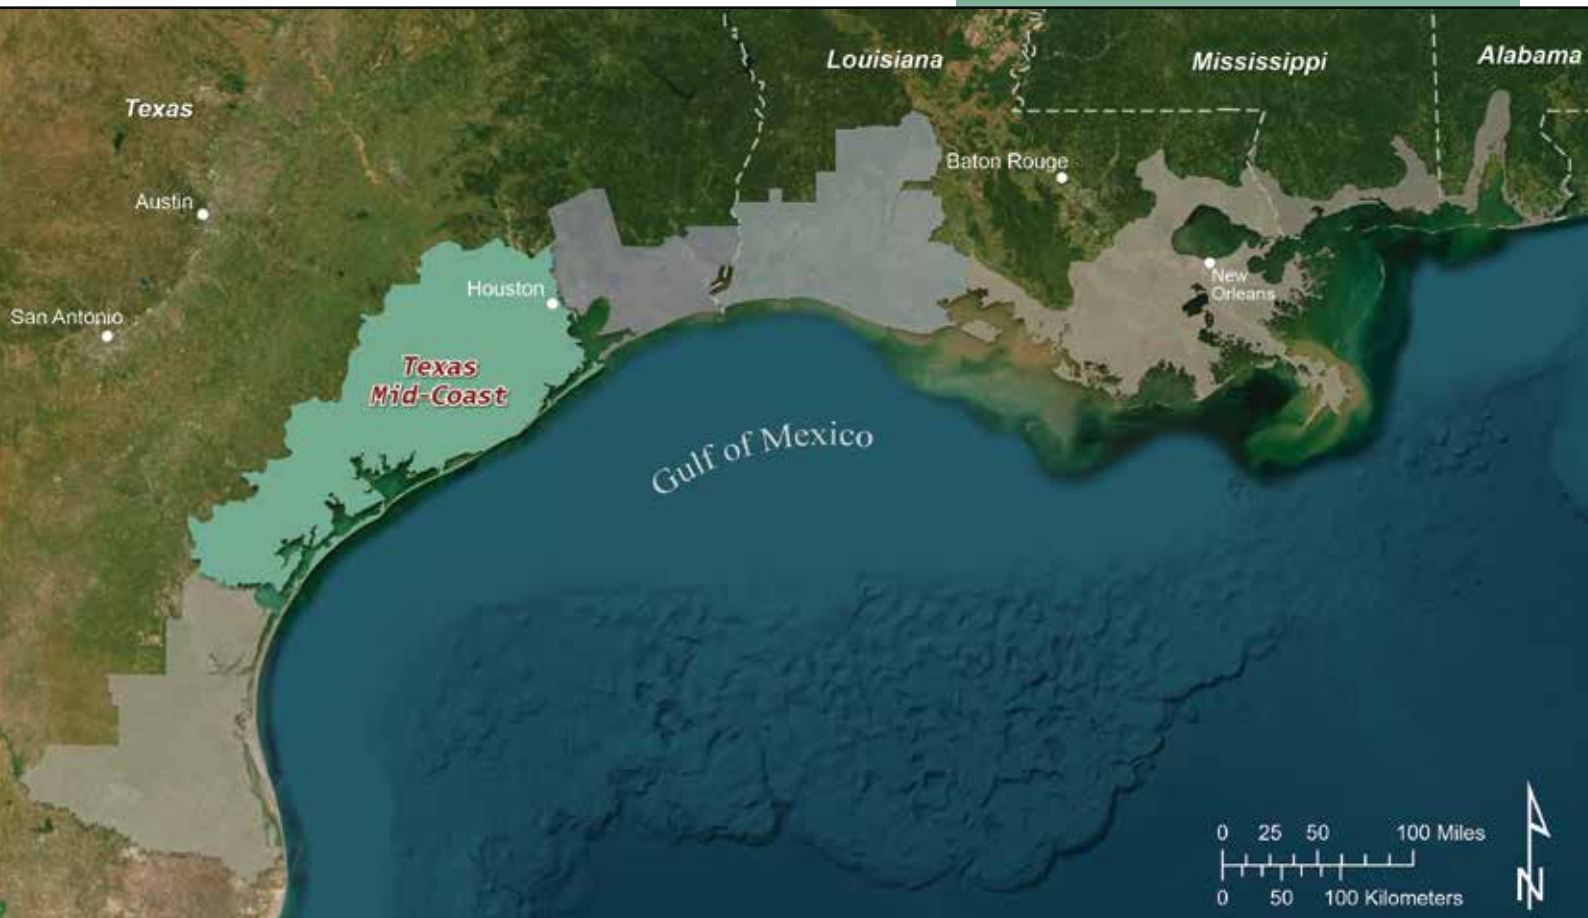 Louisiana
Mississippi
Alabama
Texas
Baton Rouge
Austin
New
Orleans
Houston
San Antonio
Texas
Mid-Coast
Gulf of Mexico
0 25 50 100 Miles
0 50 100 Kilometers
N